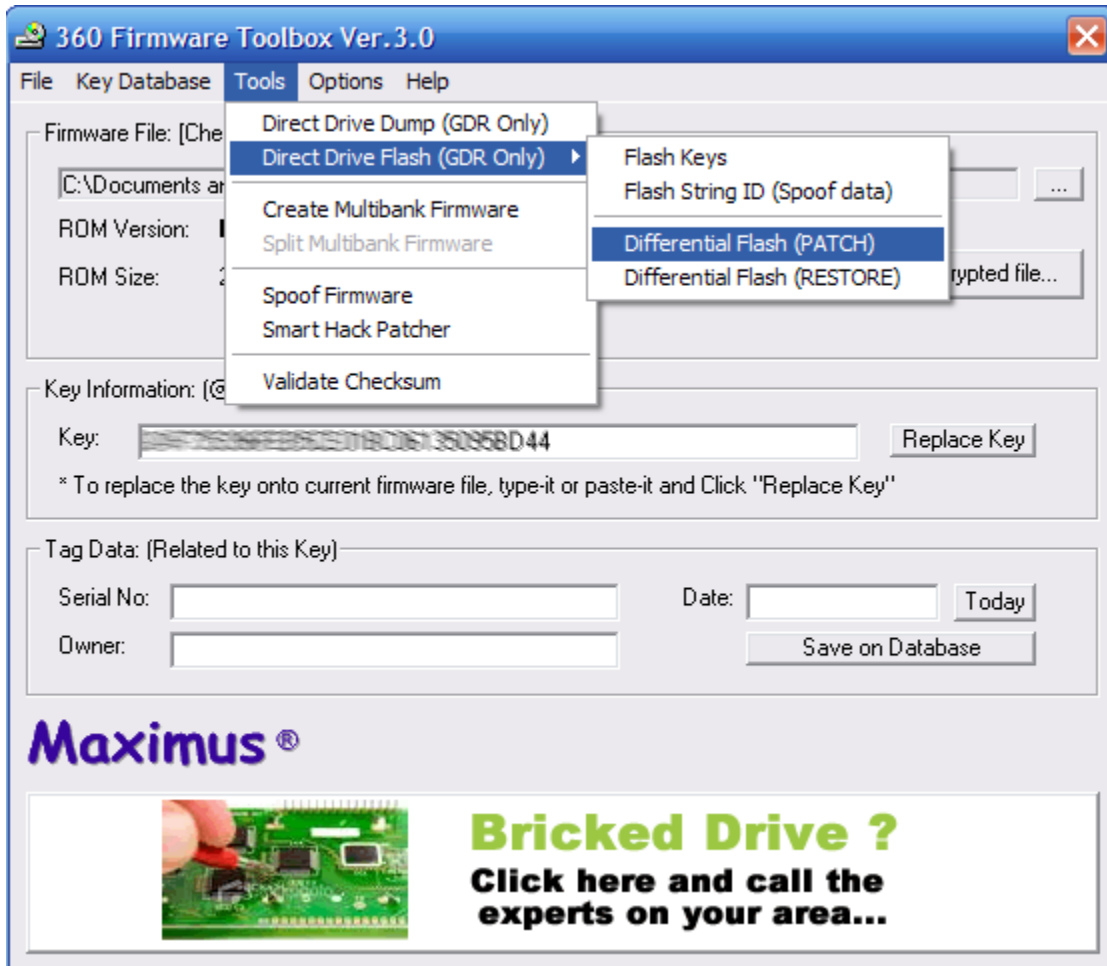 360 Firmware Toolbox Ver.3.0
File Key Database Tools Options Help
Direct Drive Dump (GDR Only)
Direct Drive Flash (GDR Only)
Create Multibank Firmware
Split Multibank Firmware
Spoof Firmware
Smart Hack Patcher
Validate Checksum
Flash Keys
Flash String ID (Spoof data)
Differential Flash (PATCH)
Differential Flash (RESTORE)
Firmware File: [Che
C:\Documents ar
...
ROM Version:
ROM Size:
rypted file...
Key Information: (@
Key: Replace Key
* To replace the key onto current firmware file, type-it or paste-it and Click "Replace Key"
Tag Data: (Related to this Key)
Serial No: Date: Today
Owner: Save on Database
Maximus ®
Bricked Drive ?
Click here and call the
experts on your area...